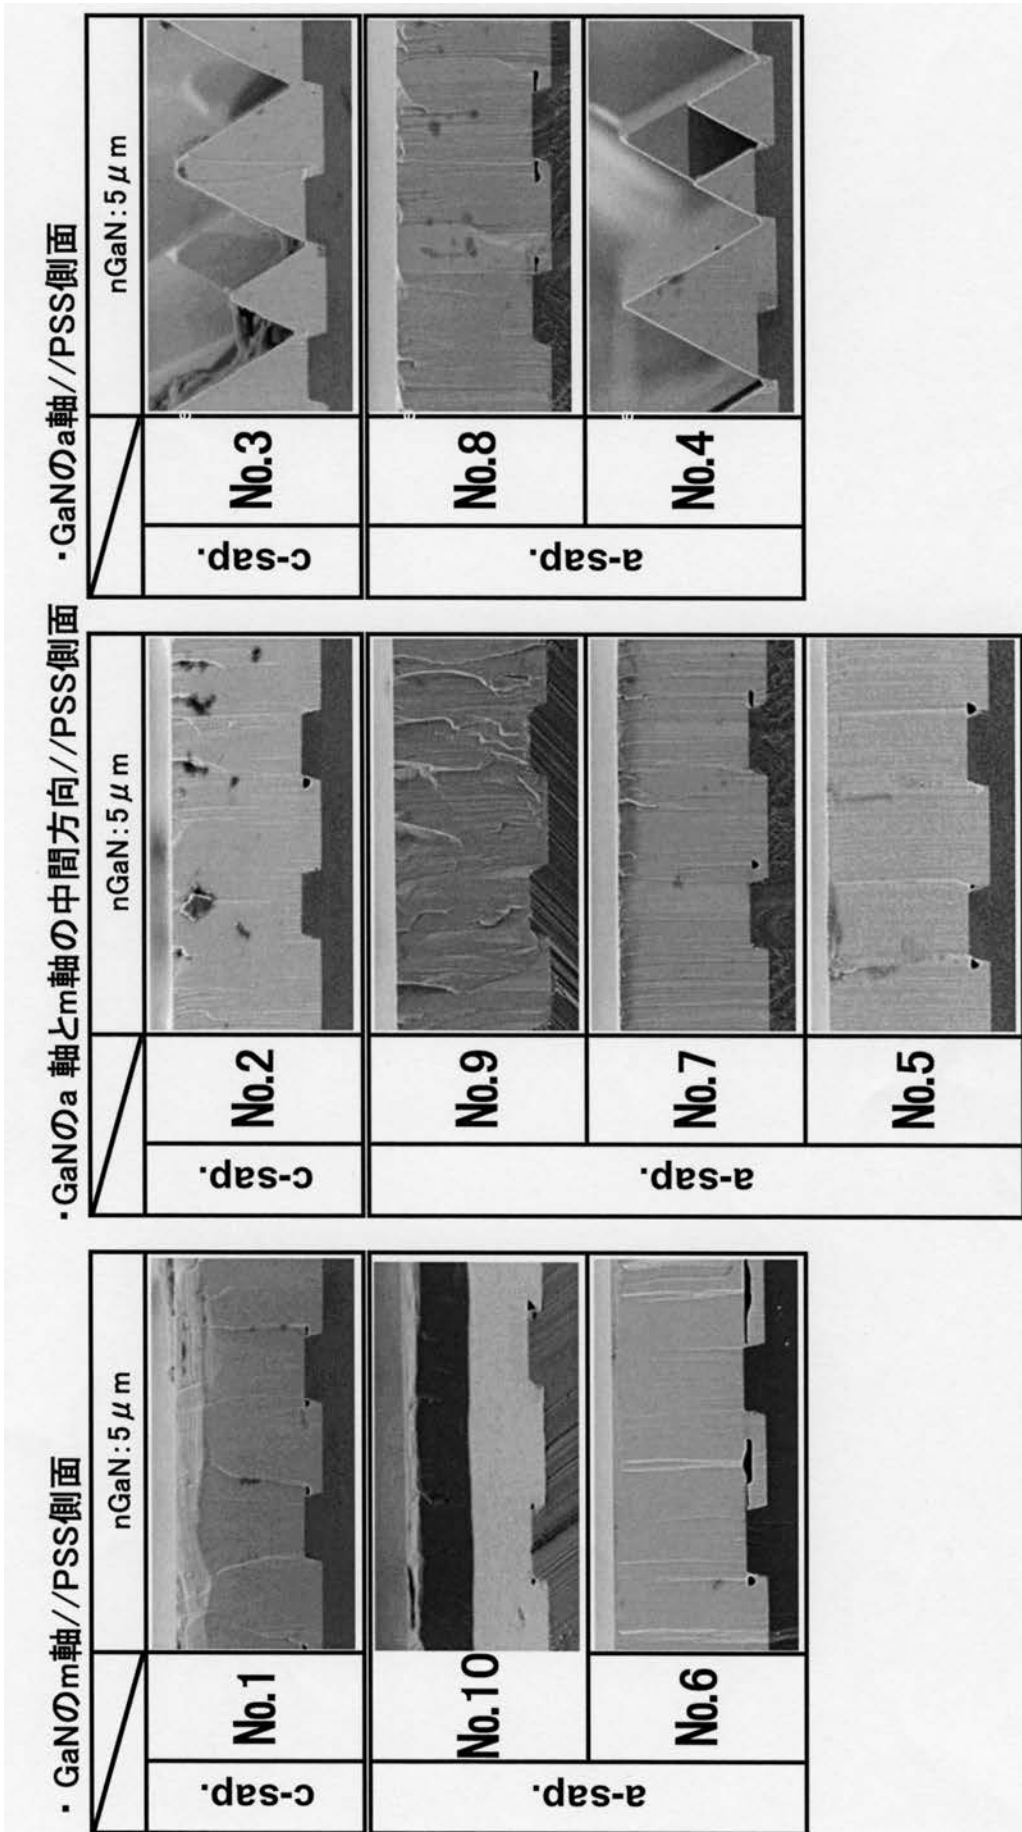 ・GaNのm軸//PSS側面
nGaN:5μm
c-sap.
No.1
a-sap.
No.10
No.6
・GaNのa 軸とm軸の中間方向//PSS側面
nGaN:5μm
c-sap.
No.2
a-sap.
No.9
No.7
No.5
・GaNのa軸//PSS側面
nGaN:5μm
c-sap.
No.3
a-sap.
No.8
No.4